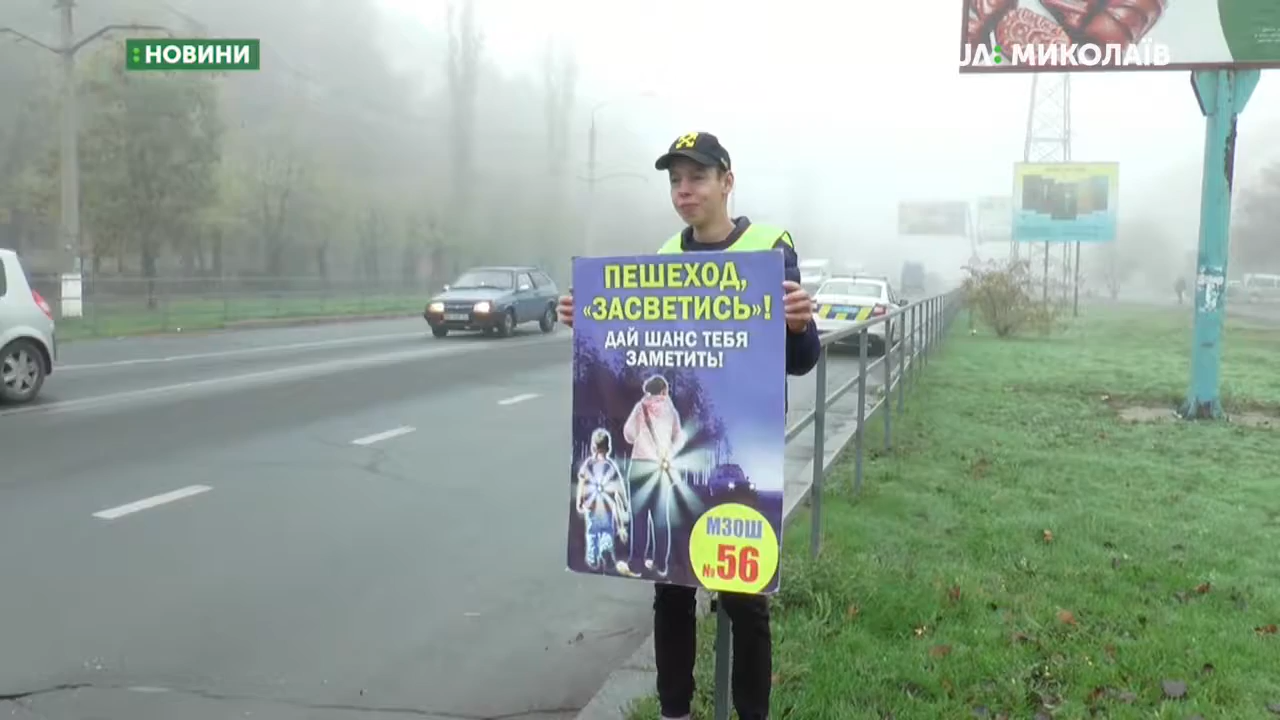 :НОВИНИ
UA: МИКОЛАЇВ
ПЕШЕХОД,
«ЗАСВЕТИСЬ»!
ДАЙ ШАНС ТЕБЯ
ЗАМЕТИТЬ!
МЗОШ
№56